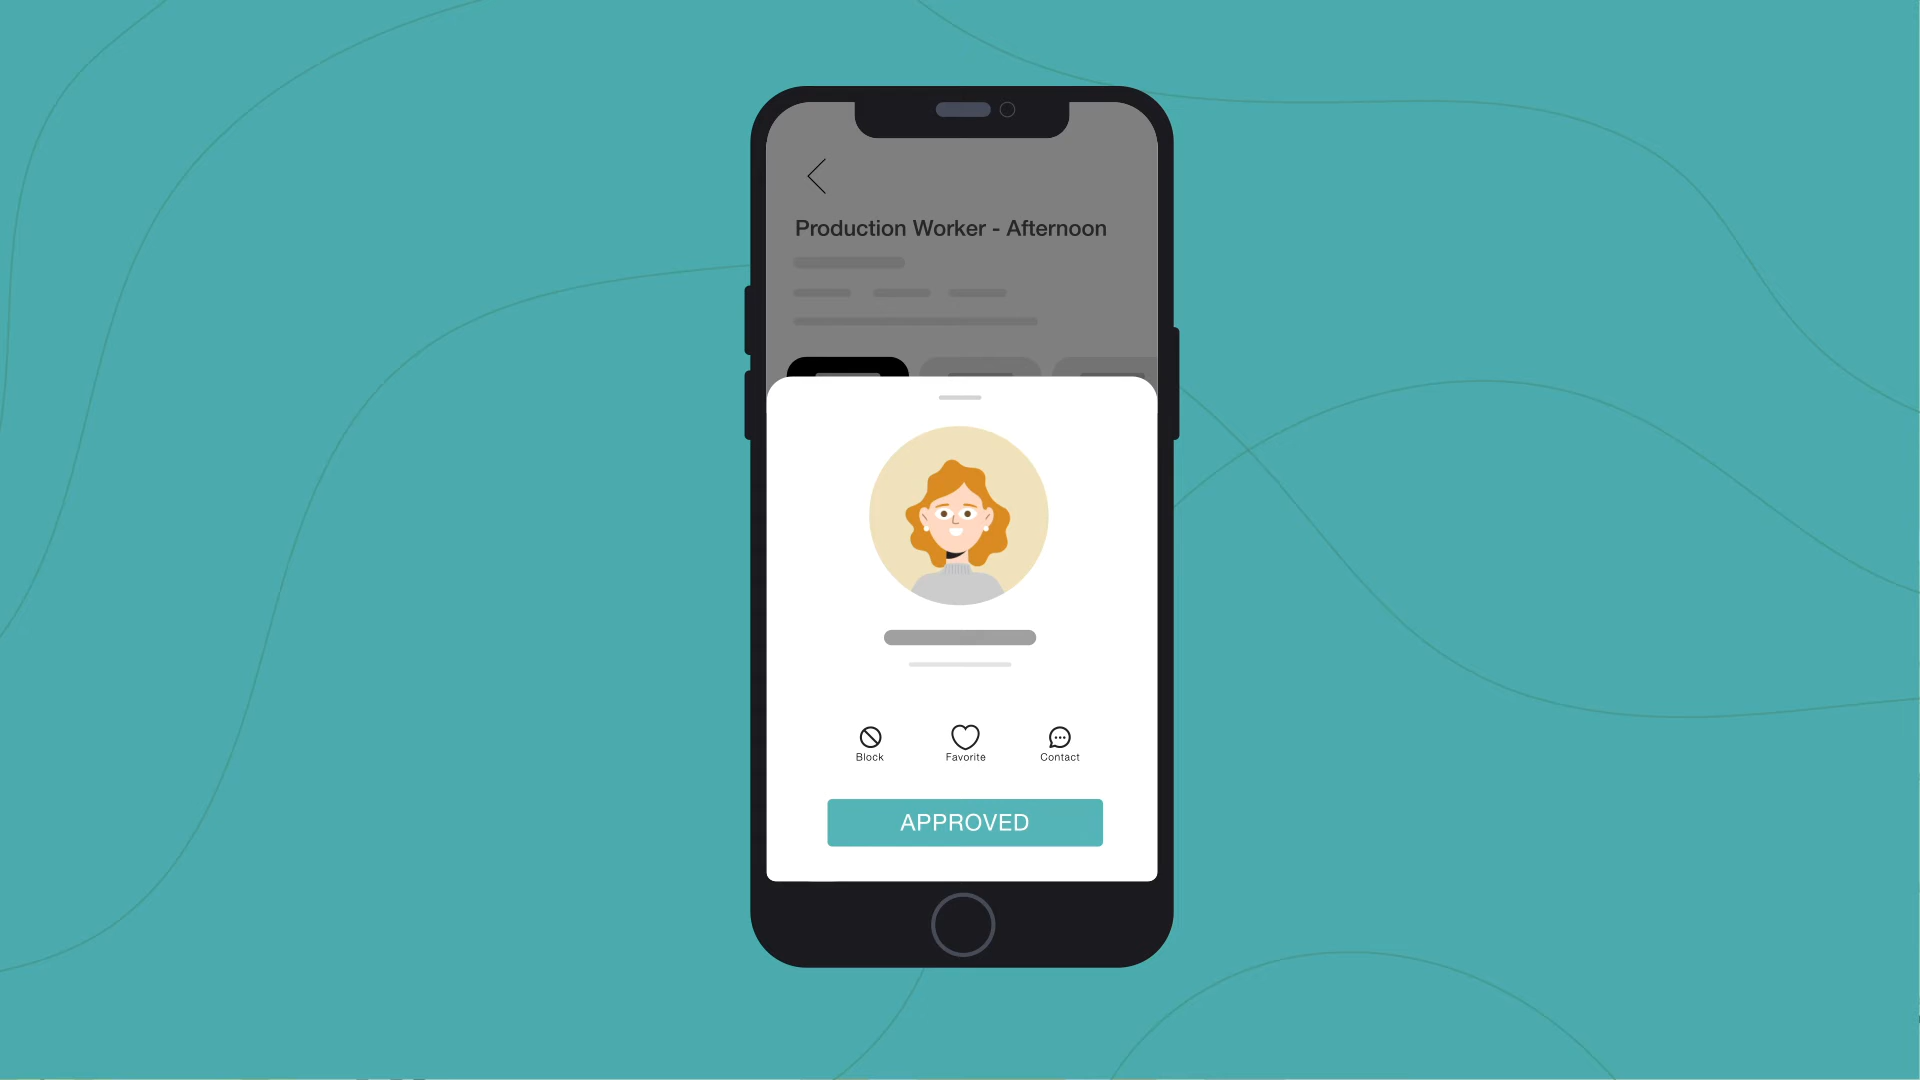 Production Worker - Afternoon
Block
Favorite
Contact
APPROVED